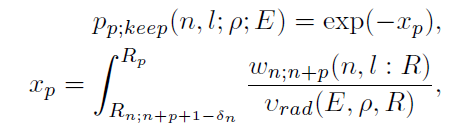 p_{p;keep}(n, l; ρ; E) = exp(−x_p),
x_p = ∫_{R_{n;n+p+1−δ_n}}^{R_p} \frac{w_{n;n+p}(n, l : R)}{υ_{rad}(E, ρ, R)},